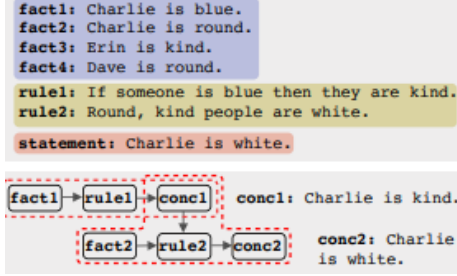 fact1: Charlie is blue.
fact2: Charlie is round.
fact3: Erin is kind.
fact4: Dave is round.
rule1: If someone is blue then they are kind.
rule2: Round, kind people are white.
statement: Charlie is white.
fact1 rule1 conc1 conc1: Charlie is kind.
fact2 rule2 conc2 conc2: Charlie
is white.